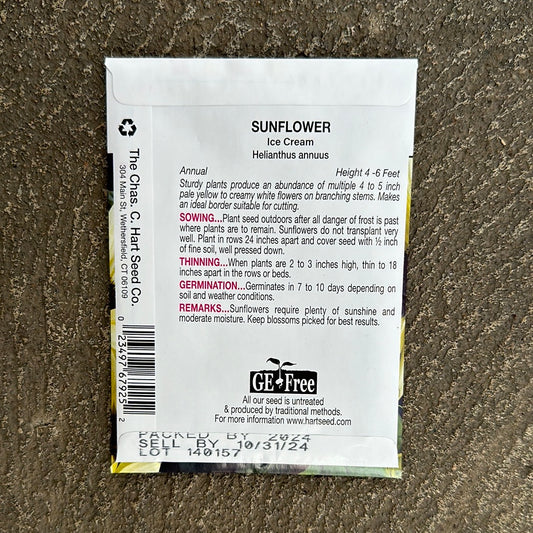 SUNFLOWER
Ice Cream
Helianthus annuus
Annual Height 4 -6 Feet
Sturdy plants produce an abundance of multiple 4 to 5 inch
pale yellow to creamy white flowers on branching stems. Makes
an ideal border suitable for cutting.
SOWING...Plant seed outdoors after all danger of frost is past
where plants are to remain. Sunflowers do not transplant very
well. Plant in rows 24 inches apart and cover seed with ½ inch
of fine soil, well pressed down.
THINNING...When plants are 2 to 3 inches high, thin to 18
inches apart in the rows or beds.
GERMINATION...Germinates in 7 to 10 days depending on
soil and weather conditions.
REMARKS...Sunflowers require plenty of sunshine and
moderate moisture. Keep blossoms picked for best results.
GE Free
All our seed is untreated
& produced by traditional methods.
For more information www.hartseed.com
PACKED BY 2024
SELL BY 10/31/24
LOT 140157
The Chas. C. Hart Seed Co.
304 Main St. Wethersfield, CT 06109
0 23497 67925 2